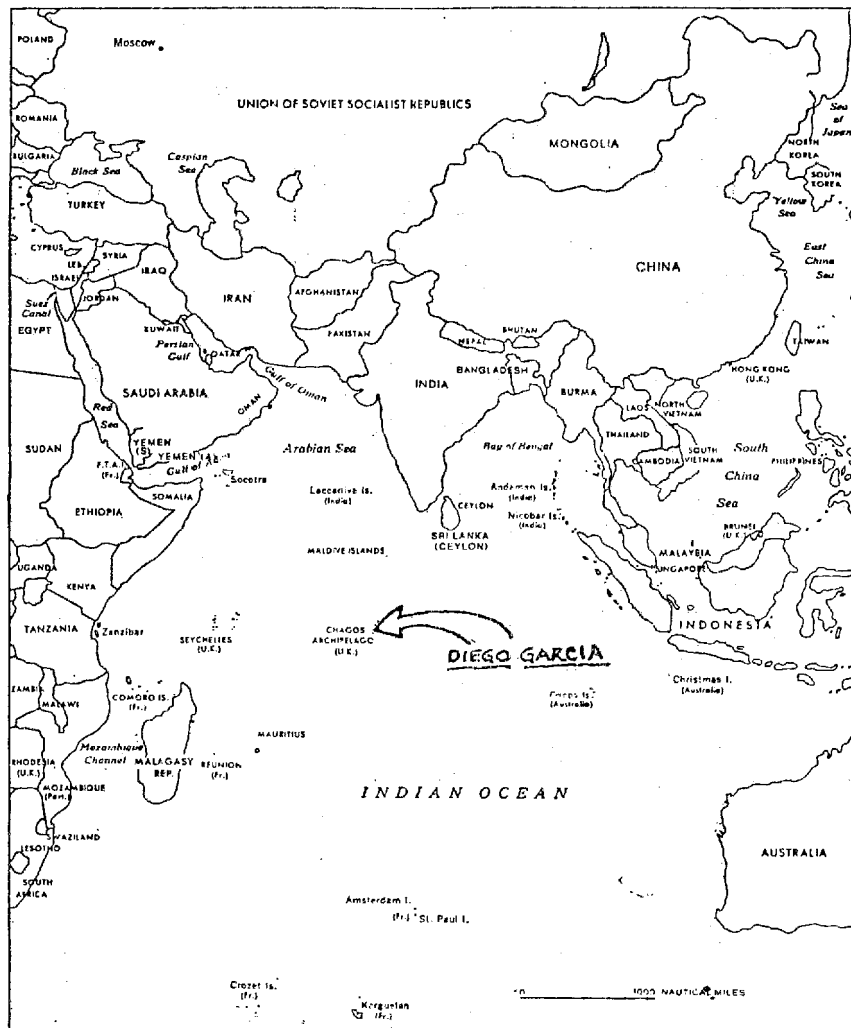 POLAND
Moscow
UNION OF SOVIET SOCIALIST REPUBLICS
ROMANIA
BULGARIA
Black Sea
Caspian
Sea
MONGOLIA
Sea
of
Japan
NORTH
KOREA
SOUTH
KOREA
Yellow
Sea
TURKEY
CYPRUS
LEB.
SYRIA
ISRAEL
IRAQ
JORDAN
Suez
Canal
EGYPT
KUWAIT
Persian
Gulf
QATAR
IRAN
AFGHANISTAN
PAKISTAN
CHINA
East
China
Sea
NEPAL
BHUTAN
BANGLADESH
INDIA
BURMA
TAIWAN
HONG KONG
(U.K.)
SAUDI ARABIA
Gulf of Oman
OMAN
Red
Sea
LAOS
NORTH
VIETNAM
THAILAND
CAMBODIA
SOUTH
VIETNAM
South
China
Sea
PHILIPPINES
SUDAN
YEMEN
(S)
YEMEN
Gulf of
F.T.A.I.
(Fr.)
Socotra
Arabian Sea
Bay of Bengal
SOMALIA
ETHIOPIA
Laccadive Is.
(India)
CEYLON
SRI LANKA
(CEYLON)
Andaman Is.
(India)
Nicobar Is.
(India)
BRUNEI
(U.K.)
MALAYSIA
SINGAPORE
UGANDA
KENYA
MALDIVE ISLANDS
TANZANIA
Zanzibar
SEYCHELLES
(U.K.)
CHAGOS
ARCHIPELAGO
(U.K.)
DIEGO GARCIA
INDONESIA
Christmas I.
(Australia)
Cocos Is.
(Australia)
ZAMBIA
MALAWI
COMORO IS.
(Fr.)
Mozambique
Channel
MALAGASY
REP.
MAURITIUS
REUNION
(Fr.)
RHODESIA
(U.K.)
MOZAMBIQUE
(Port.)
INDIAN OCEAN
SWAZILAND
LESOTHO
SOUTH
AFRICA
AUSTRALIA
Amsterdam I.
(Fr.) St. Paul I.
Crozet Is.
(Fr.)
Kerguelen
(Fr.)
0 1000 NAUTICAL MILES